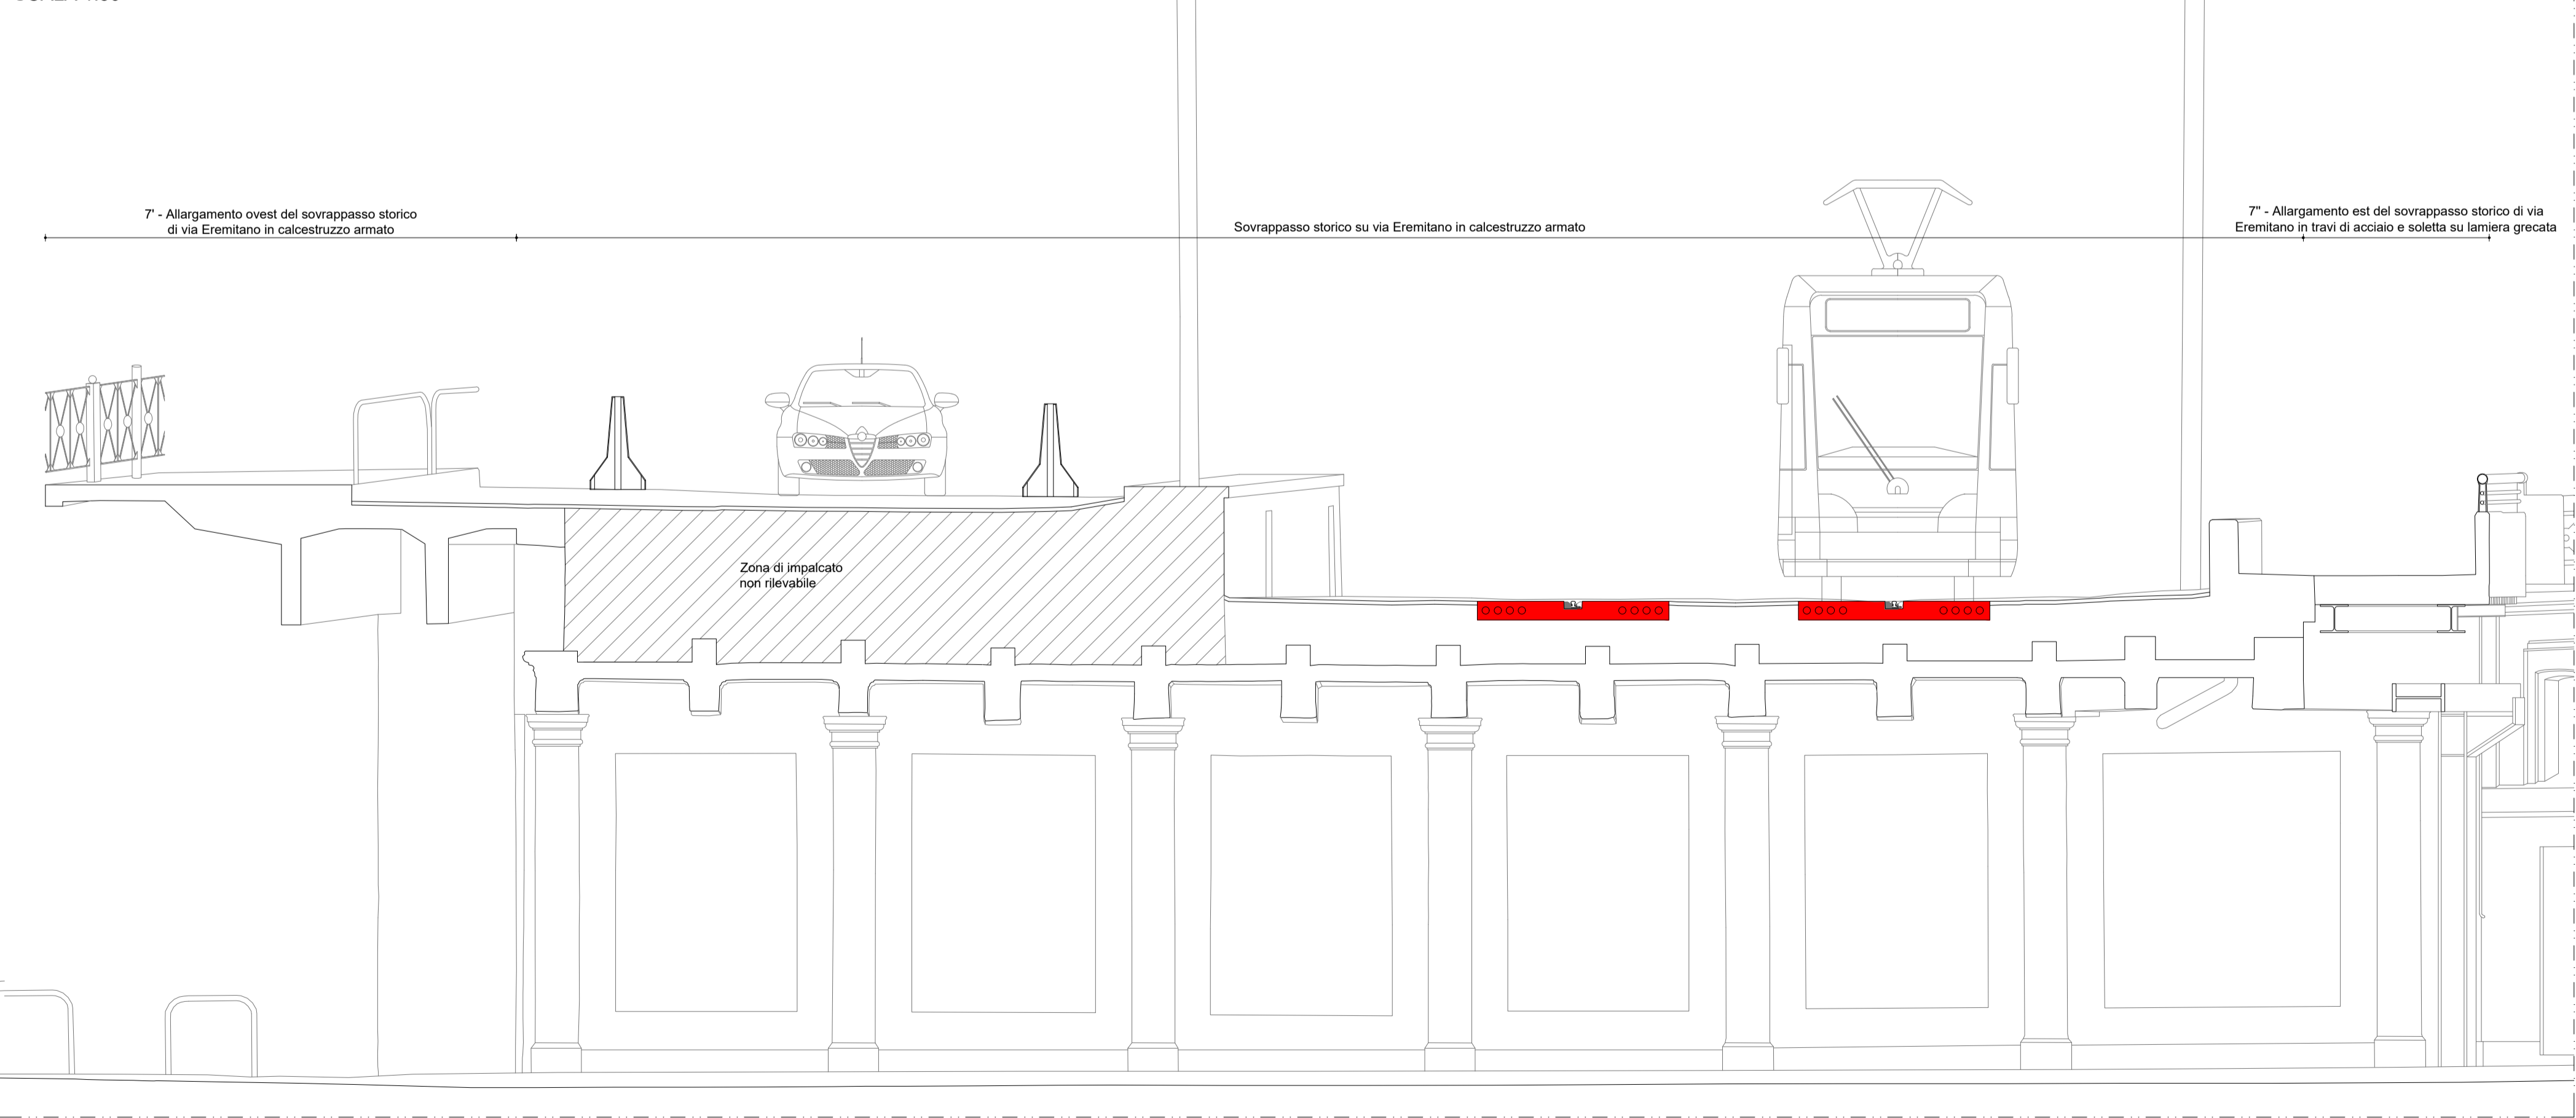 7' - Allargamento ovest del sovrappasso storico
di via Eremitano in calcestruzzo armato
Sovrappasso storico su via Eremitano in calcestruzzo armato
7" - Allargamento est del sovrappasso storico di via
Eremitano in travi di acciaio e soletta su lamiera grecata
Zona di impalcato
non rilevabile